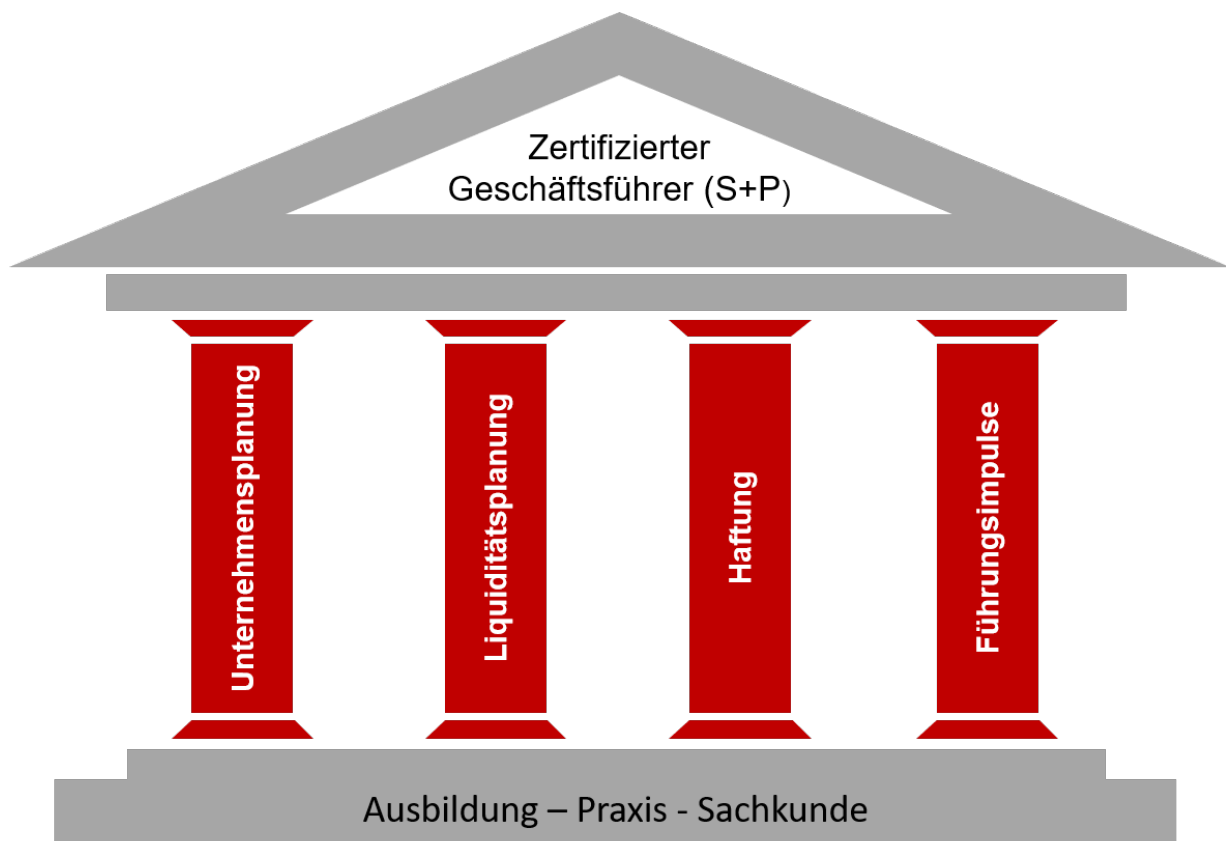 Zertifizierter
Geschäftsführer (S+P)
Unternehmensplanung
Liquiditätsplanung
Haftung
Führungsimpulse
Ausbildung – Praxis - Sachkunde